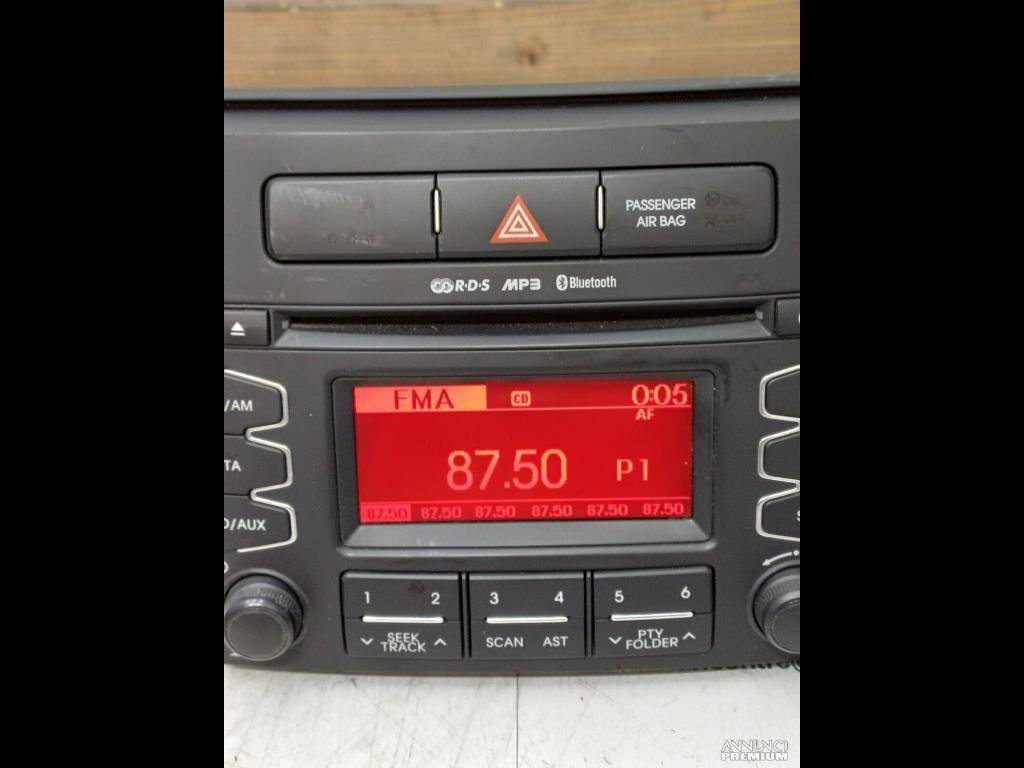 PASSENGER
AIR BAG
R·D·S MP3 Bluetooth
/AM
TA
/AUX
FMA CD 0:05
AF
87.50 P1
87.50 87.50 87.50 87.50 87.50 87.50
1 2 3 4 5 6
SEEK
TRACK
SCAN AST
PTY
FOLDER
ANNUNCI
PREMIUM